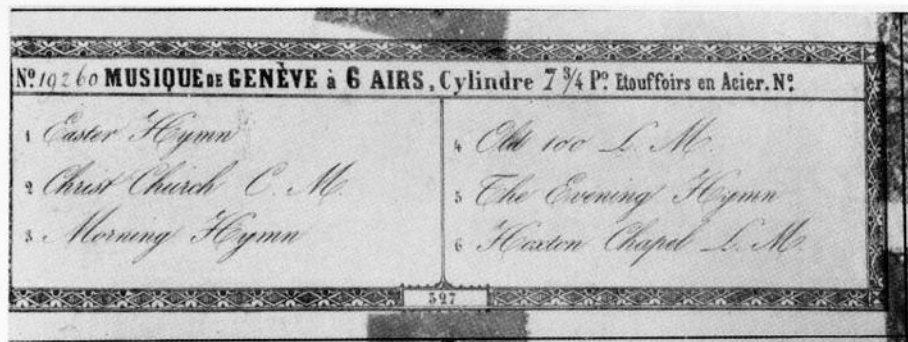 Nº 19260 MUSIQUE DE GENÈVE à 6 AIRS, Cylindre 7 3/4 Pº. Etouffoirs en Acier. Nº
1 Easter Hymn
2 Christ Church C. M.
3 Morning Hymn
4 Old 100 L. M.
5 The Evening Hymn
6 Hoxton Chapel L. M.
327